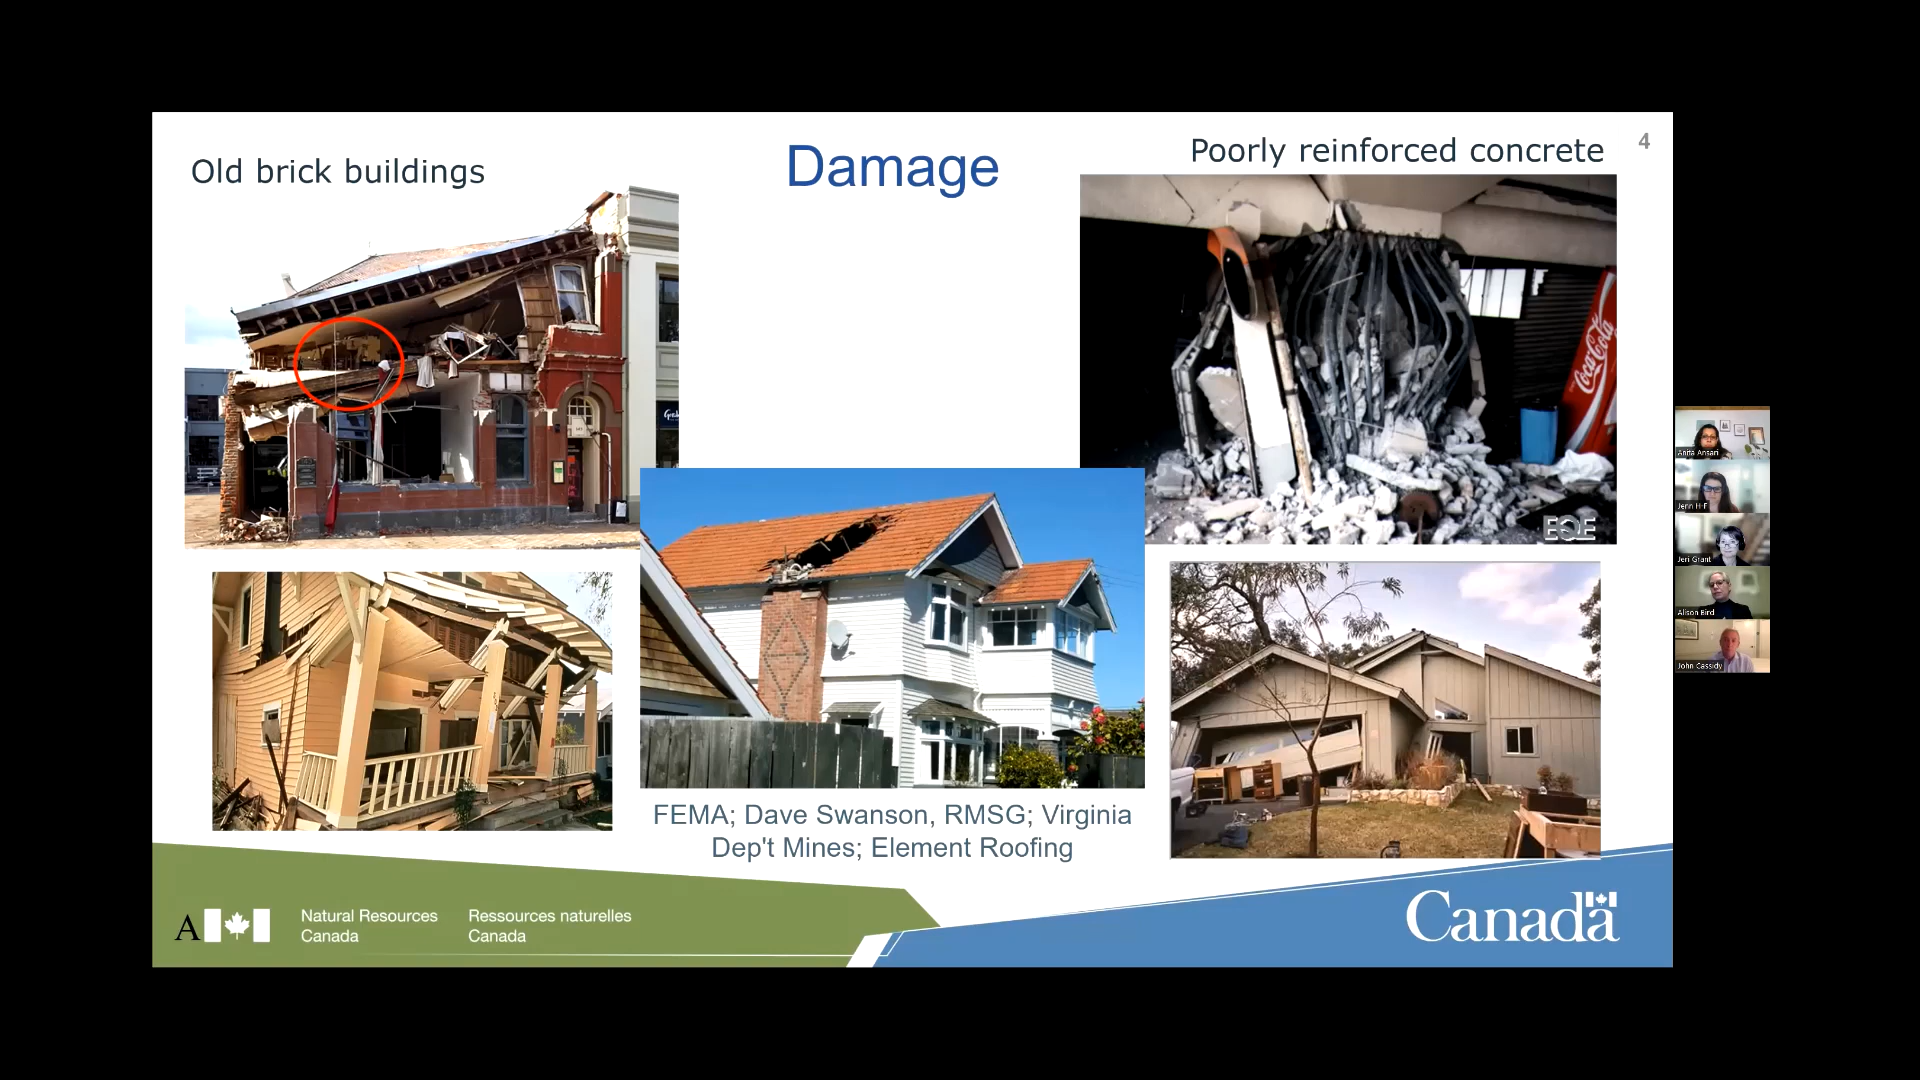 Old brick buildings
Damage
Poorly reinforced concrete
4
Coca-Cola
EQE
FEMA; Dave Swanson, RMSG; Virginia
Dep't Mines; Element Roofing
A
Natural Resources
Canada
Ressources naturelles
Canada
Canada
Anita Ansari
Jenn H-F
Jeri Grant
Alison Bird
John Cassidy